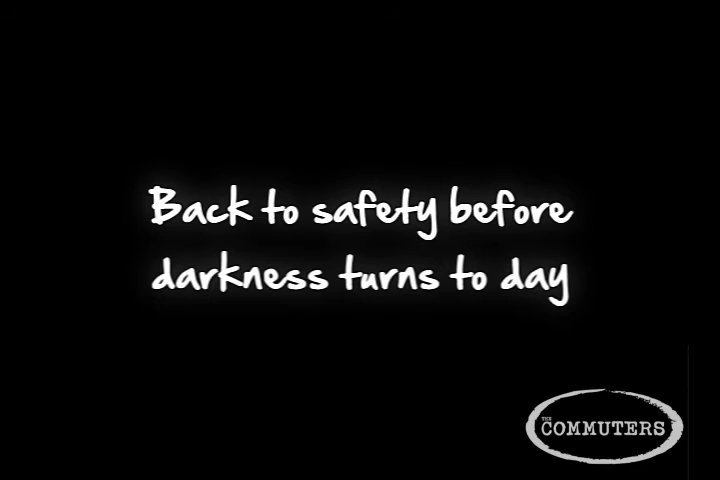 Back to safety before
darkness turns to day
THE
COMMUTERS